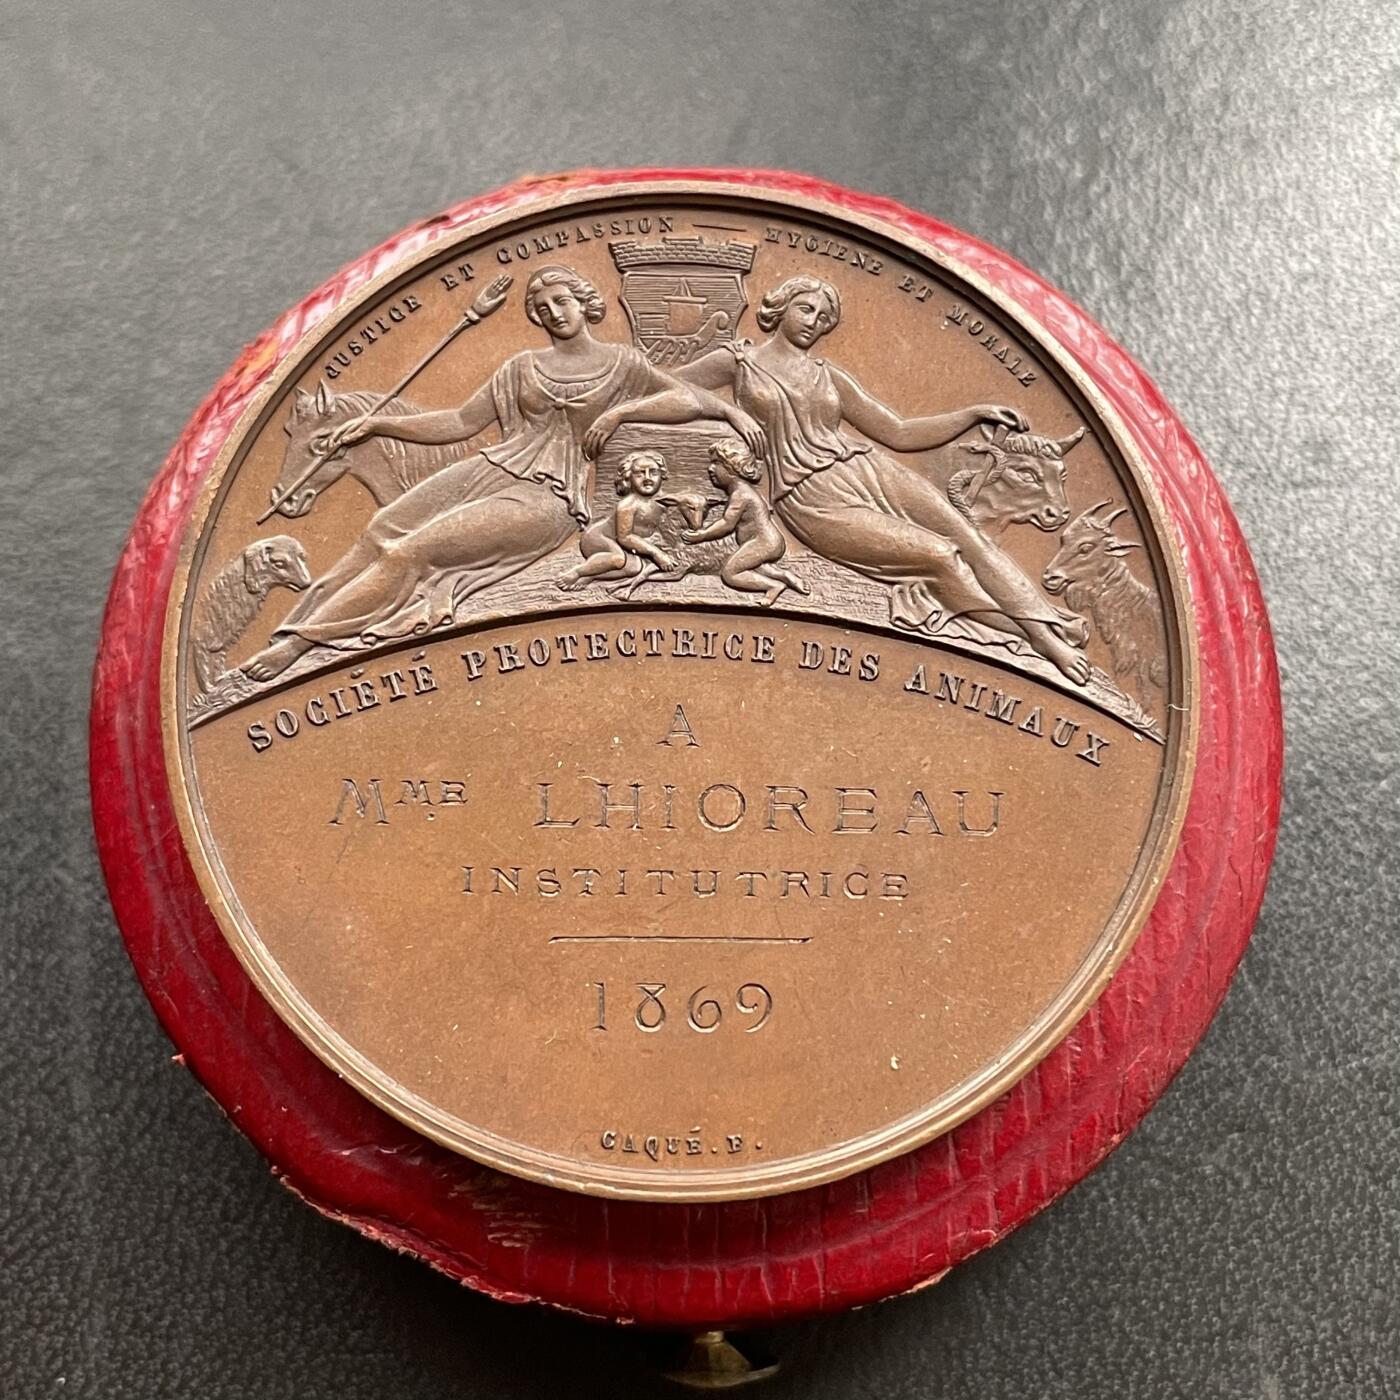 JUSTICE ET COMPASSION — HYGIENE ET MORALE
SOCIÉTÉ PROTECTRICE DES ANIMAUX
A
MME LHIOREAU
INSTITUTRICE
1869
CAQUÉ. F.